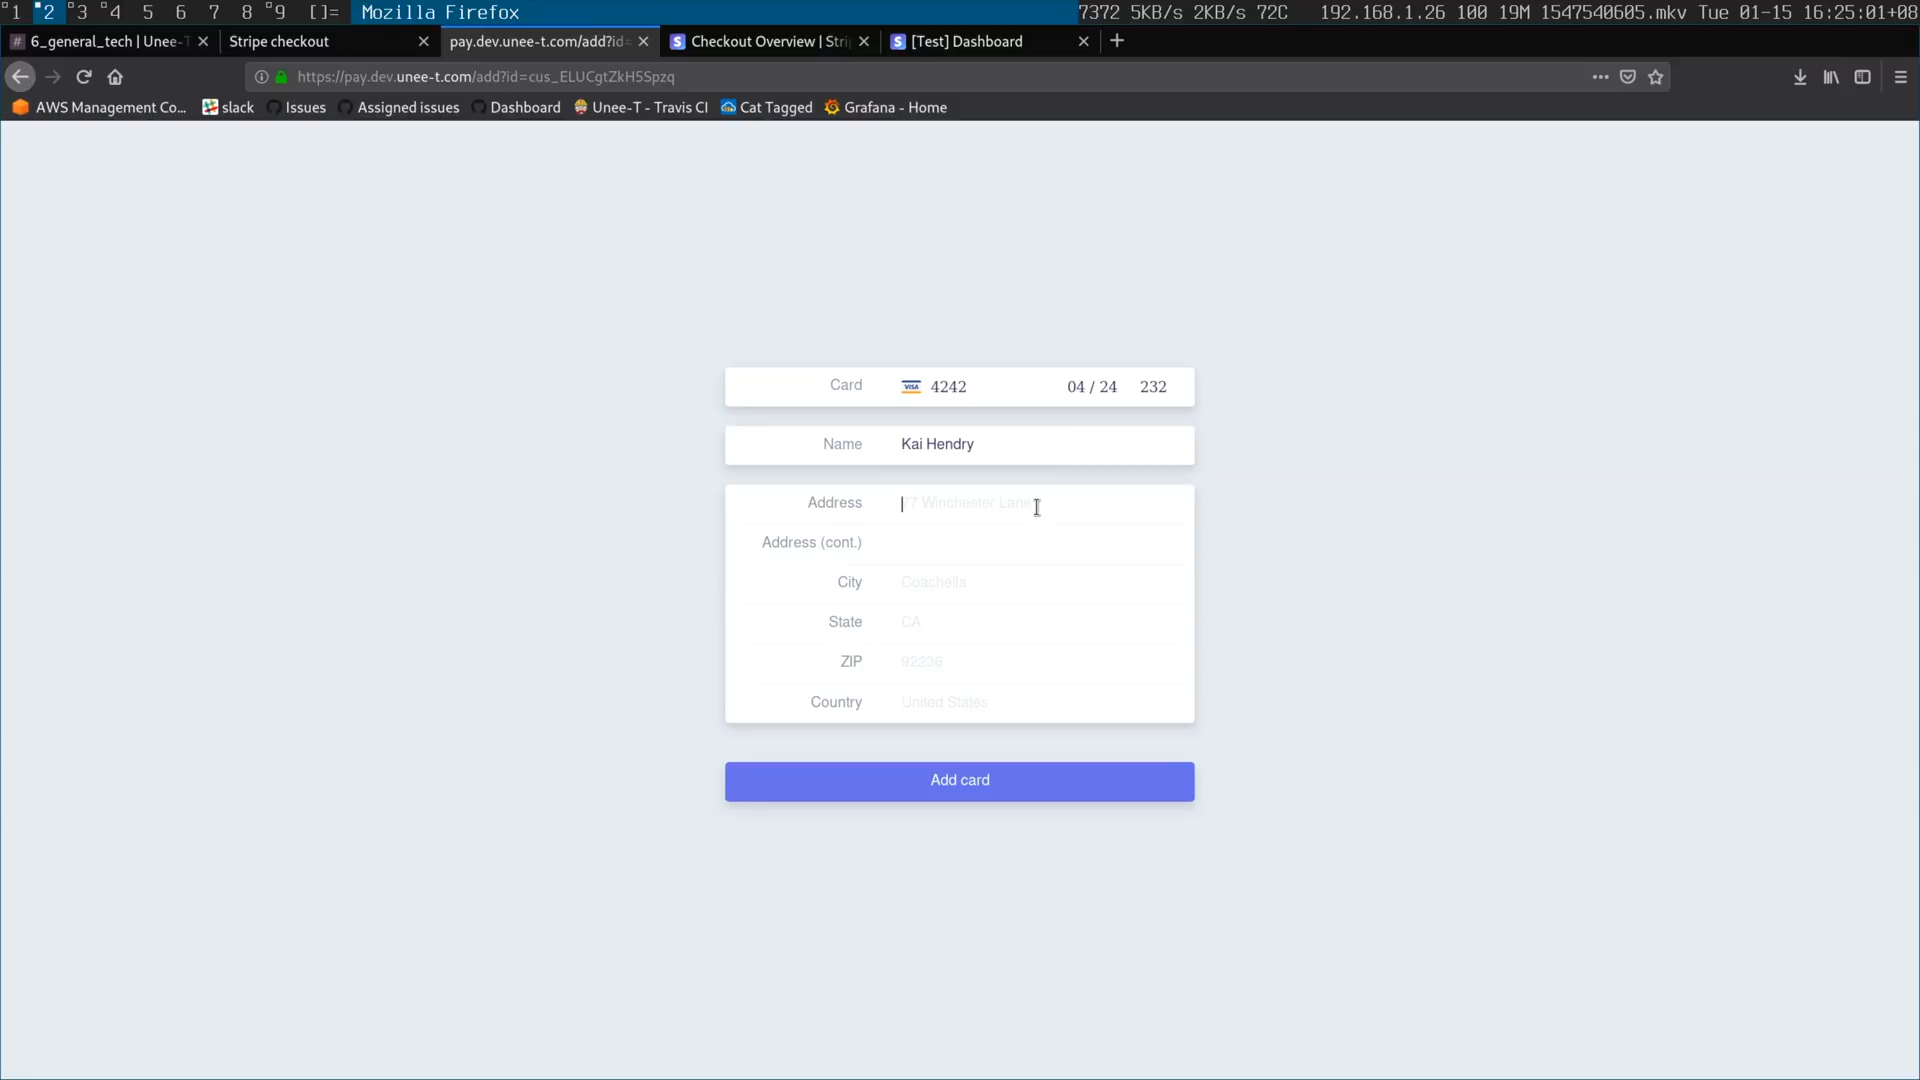 1 2 3 4 5 6 7 8 9 []= Mozilla Firefox 7372 5KB/s 2KB/s 72C 192.168.1.26 100 19M 1547540605.mkv Tue 01-15 16:25:01+08
# 6_general_tech | Unee-T Stripe checkout pay.dev.unee-t.com/add?id= S Checkout Overview | Stri S [Test] Dashboard
https://pay.dev.unee-t.com/add?id=cus_ELUCgtZkH5Spzq
AWS Management Co... slack Issues Assigned issues Dashboard Unee-T - Travis CI Cat Tagged Grafana - Home
Card VISA 4242 04 / 24 232
Name Kai Hendry
Address 77 Winchester Lane
Address (cont.)
City Coachella
State CA
ZIP 92236
Country United States
Add card